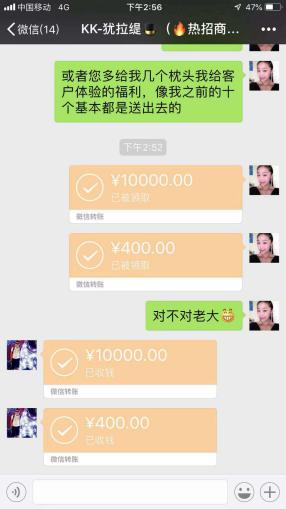 中国移动 4G 下午2:56 47%
微信(14) KK-犹拉缇 (热招商...
或者您多给我几个枕头我给客
户体验的福利，像我之前的十
个基本都是送出去的
下午2:52
¥10000.00
已被领取
微信转账
¥400.00
已被领取
微信转账
对不对老大
¥10000.00
已收钱
微信转账
¥400.00
已收钱
微信转账